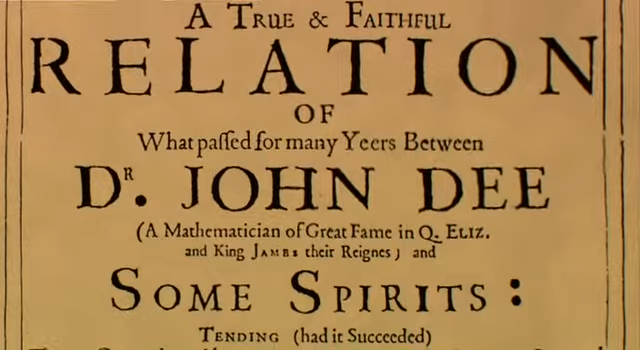 A TRUE & FAITHFUL
RELATION
OF
What paſſed for many Yeers Between
DR. JOHN DEE
(A Mathematician of Great Fame in Q. ELIZ.
and King JAMES their Reignes) and
SOME SPIRITS:
TENDING (had it Succeeded)